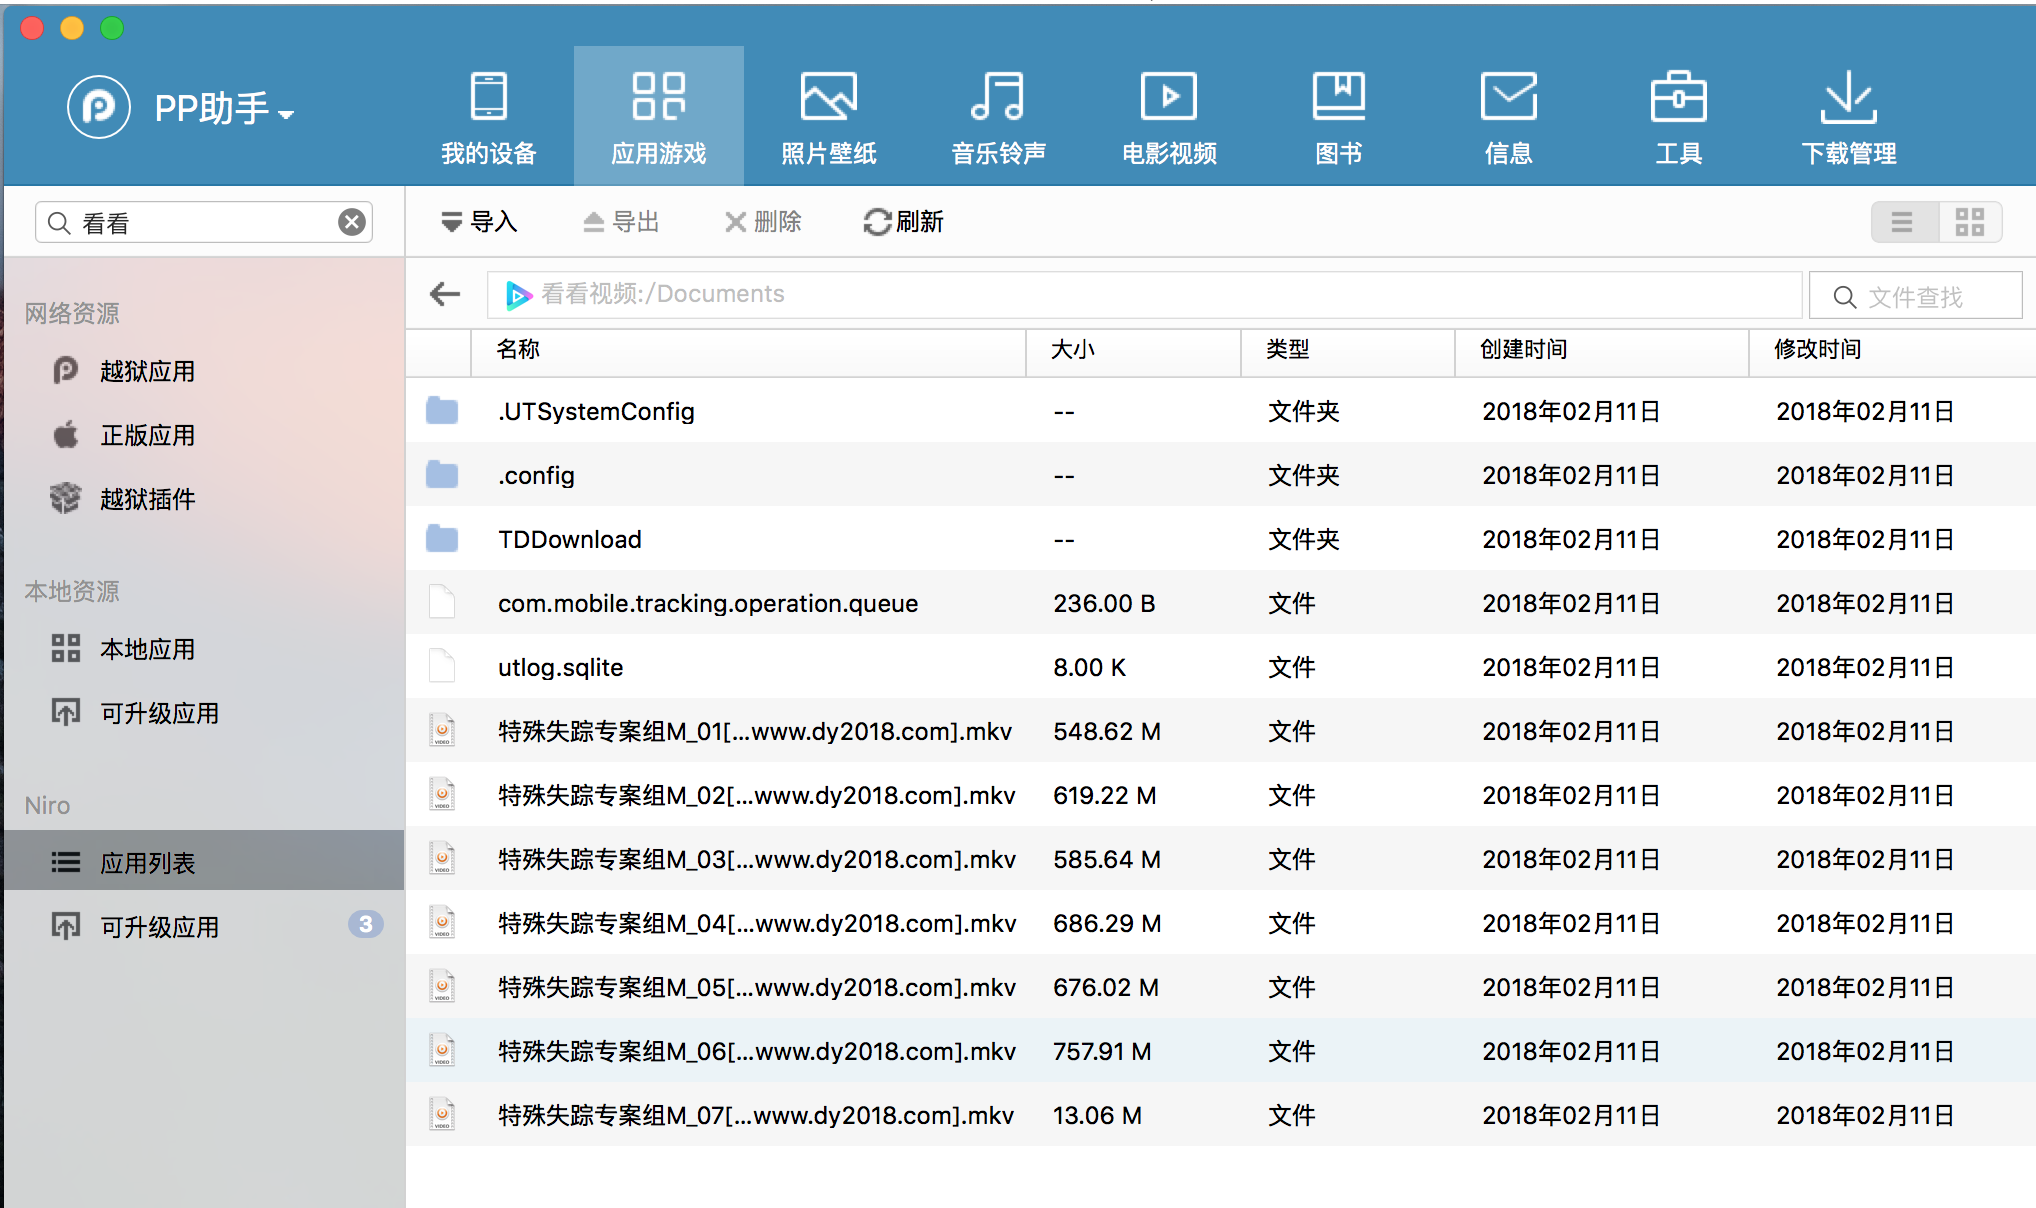 PP助手
我的设备
应用游戏
照片壁纸
音乐铃声
电影视频
图书
信息
工具
下载管理
看看
导入
导出
删除
刷新
看看视频:/Documents
文件查找
网络资源
越狱应用
正版应用
越狱插件
本地资源
本地应用
可升级应用
Niro
应用列表
可升级应用 3
名称 大小 类型 创建时间 修改时间
.UTSystemConfig -- 文件夹 2018年02月11日 2018年02月11日
.config -- 文件夹 2018年02月11日 2018年02月11日
TDDownload -- 文件夹 2018年02月11日 2018年02月11日
com.mobile.tracking.operation.queue 236.00 B 文件 2018年02月11日 2018年02月11日
utlog.sqlite 8.00 K 文件 2018年02月11日 2018年02月11日
特殊失踪专案组M_01[...www.dy2018.com].mkv 548.62 M 文件 2018年02月11日 2018年02月11日
特殊失踪专案组M_02[...www.dy2018.com].mkv 619.22 M 文件 2018年02月11日 2018年02月11日
特殊失踪专案组M_03[...www.dy2018.com].mkv 585.64 M 文件 2018年02月11日 2018年02月11日
特殊失踪专案组M_04[...www.dy2018.com].mkv 686.29 M 文件 2018年02月11日 2018年02月11日
特殊失踪专案组M_05[...www.dy2018.com].mkv 676.02 M 文件 2018年02月11日 2018年02月11日
特殊失踪专案组M_06[...www.dy2018.com].mkv 757.91 M 文件 2018年02月11日 2018年02月11日
特殊失踪专案组M_07[...www.dy2018.com].mkv 13.06 M 文件 2018年02月11日 2018年02月11日